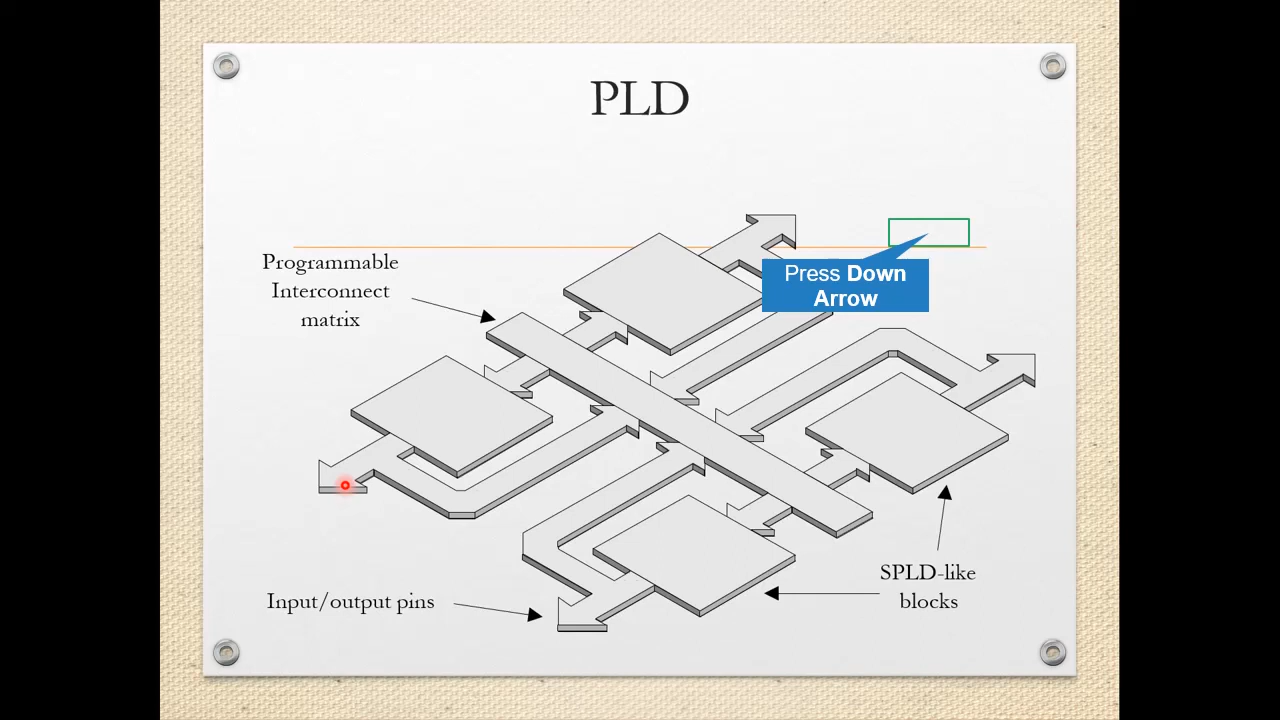 PLD
Programmable
Interconnect
matrix
Press Down
Arrow
SPLD-like
blocks
Input/output pins